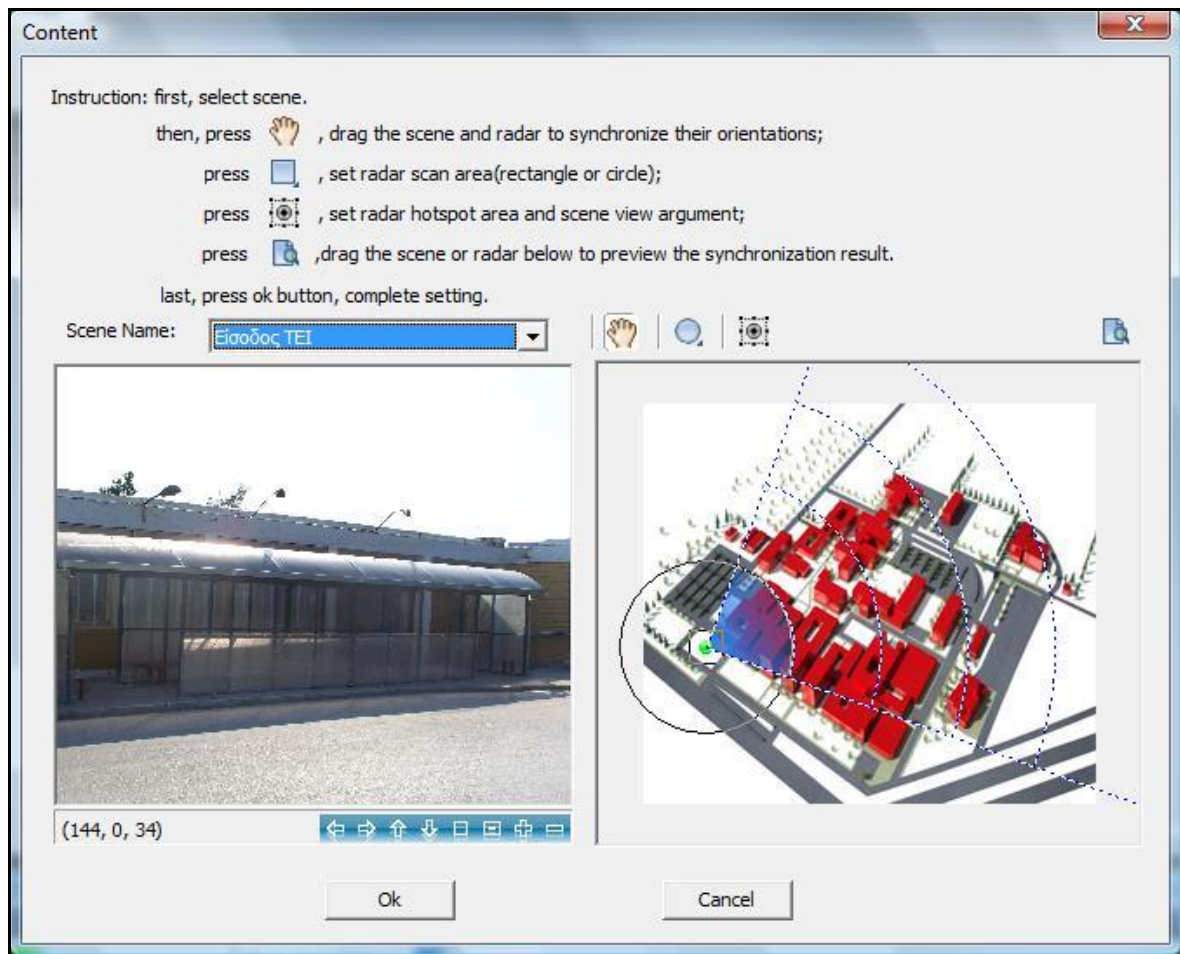 Content
Instruction: first, select scene.
then, press , drag the scene and radar to synchronize their orientations;
press , set radar scan area(rectangle or circle);
press , set radar hotspot area and scene view argument;
press ,drag the scene or radar below to preview the synchronization result.
last, press ok button, complete setting.
Scene Name: Είσοδος ΤΕΙ
(144, 0, 34)
Ok Cancel